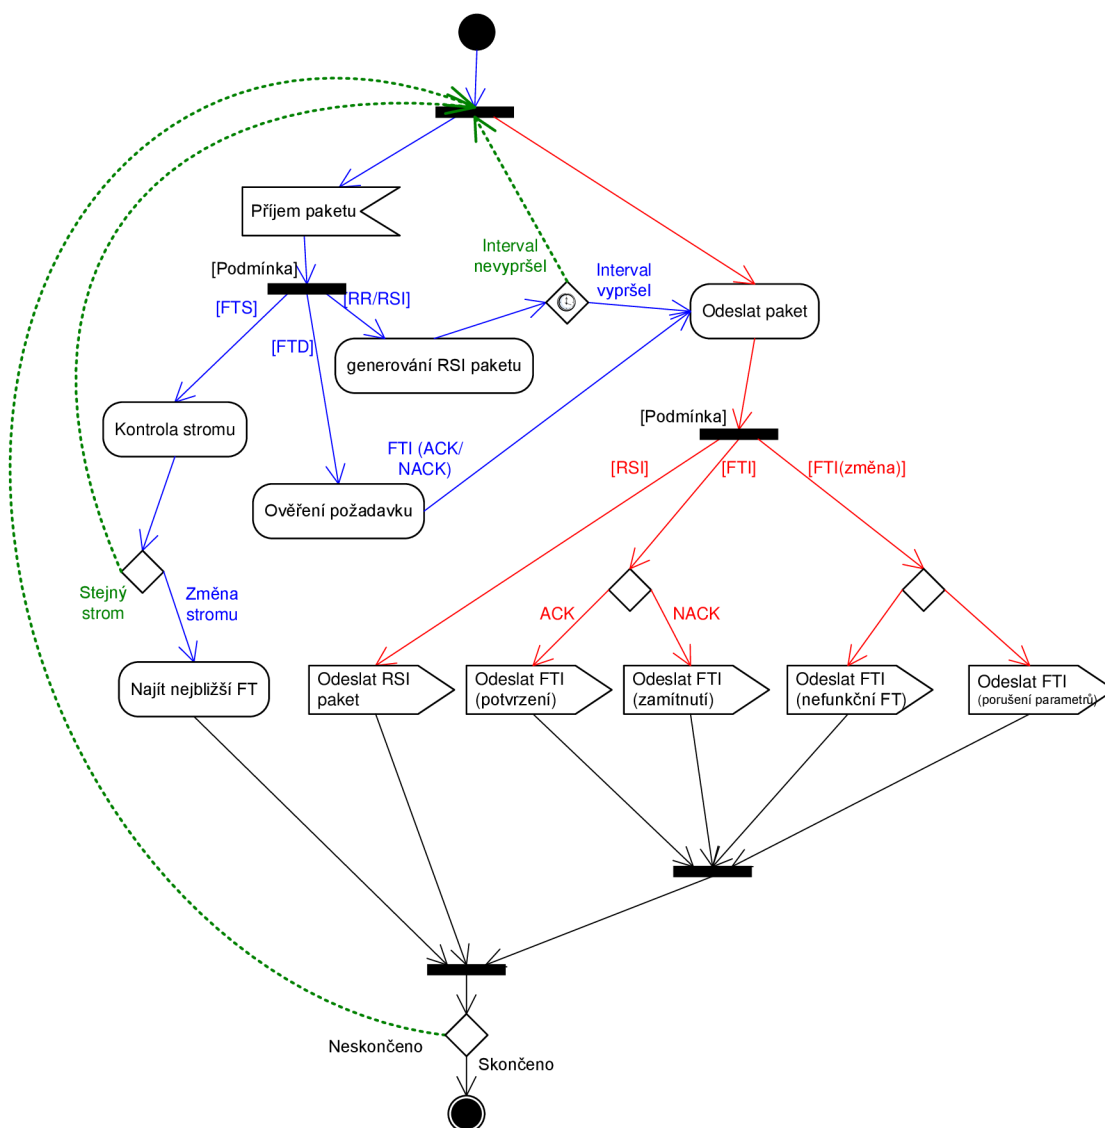 Příjem paketu
Interval
nevypršel
Interval
vypršel
[Podmínka]
[FTS]
[RR/RSI]
[FTD]
Odeslat paket
generování RSI paketu
Kontrola stromu
[Podmínka]
FTI (ACK/
NACK)
[RSI]
[FTI]
[FTI(změna)]
Ověření požadavku
Stejný
strom
Změna
stromu
ACK
NACK
Najít nejbližší FT
Odeslat RSI
paket
Odeslat FTI
(potvrzení)
Odeslat FTI
(zamítnutí)
Odeslat FTI
(nefunkční FT)
Odeslat FTI
(porušení parametrů)
Neskončeno
Skončeno